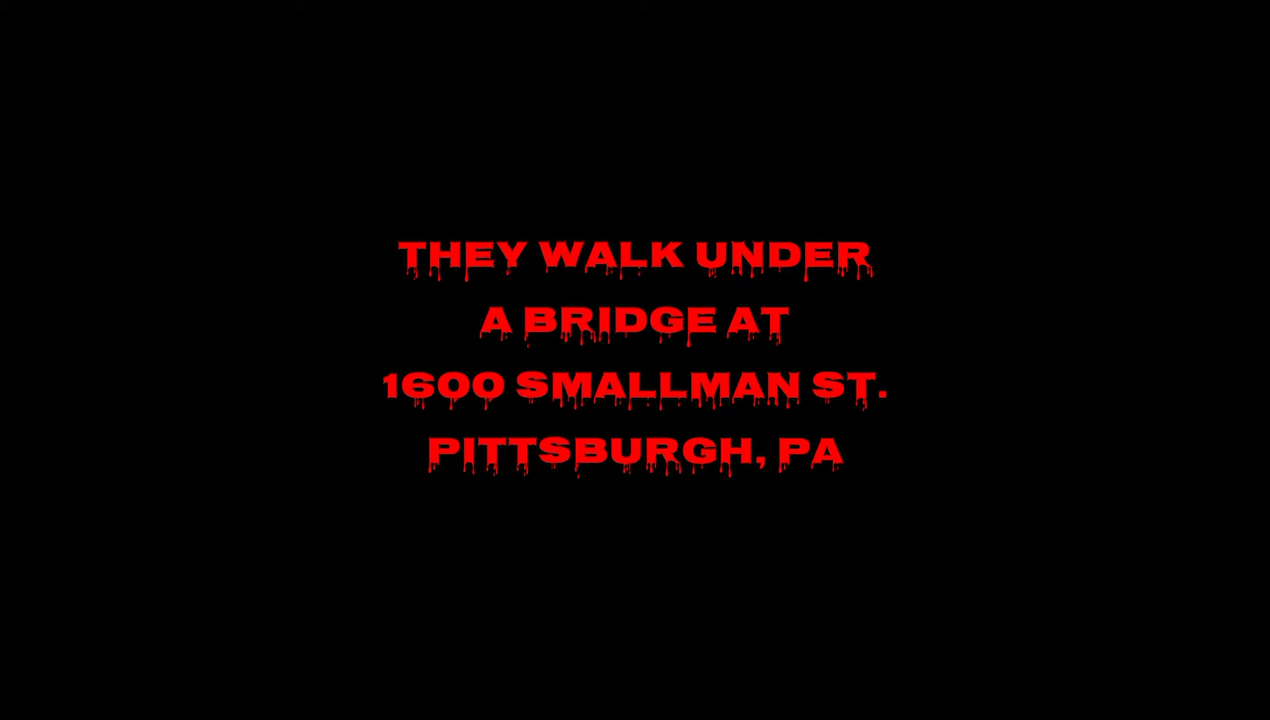 THEY WALK UNDER
A BRIDGE AT
1600 SMALLMAN ST.
PITTSBURGH, PA